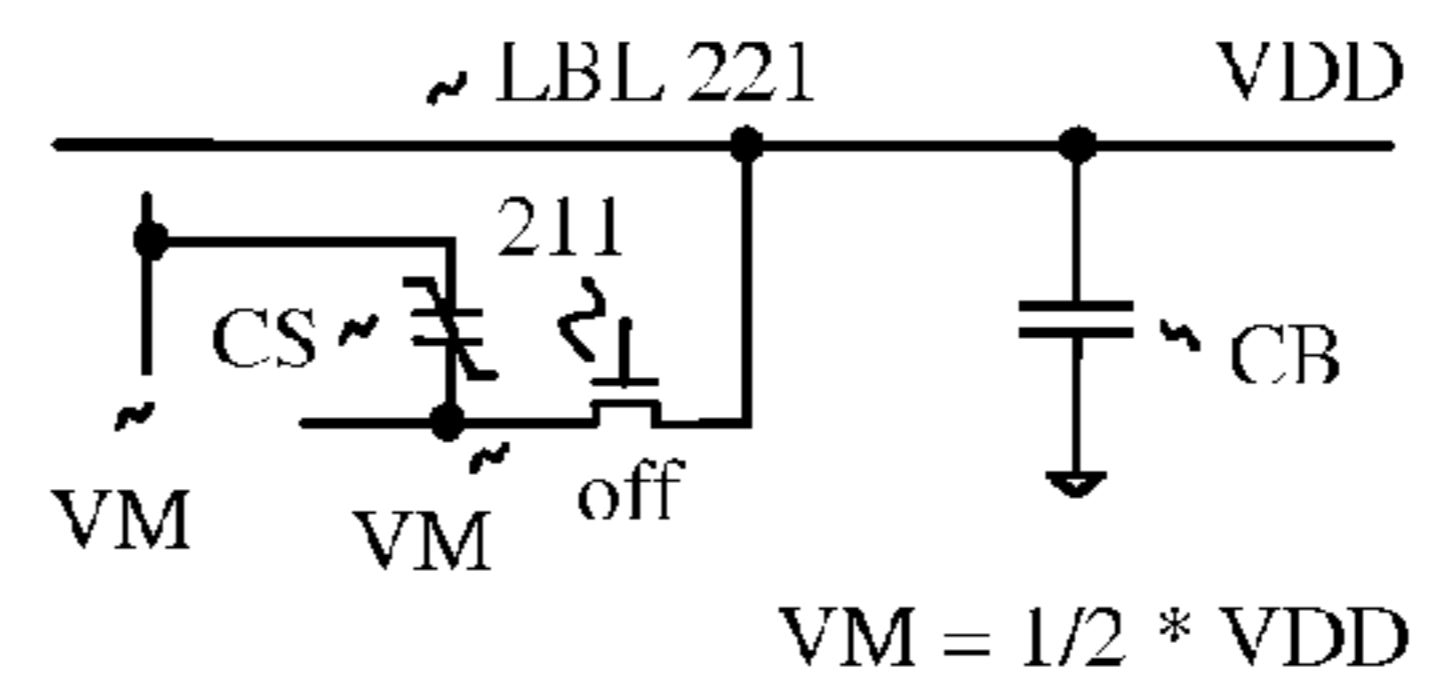 LBL 221 VDD
211
CS
CB
VM
VM
off
VM = 1/2 * VDD